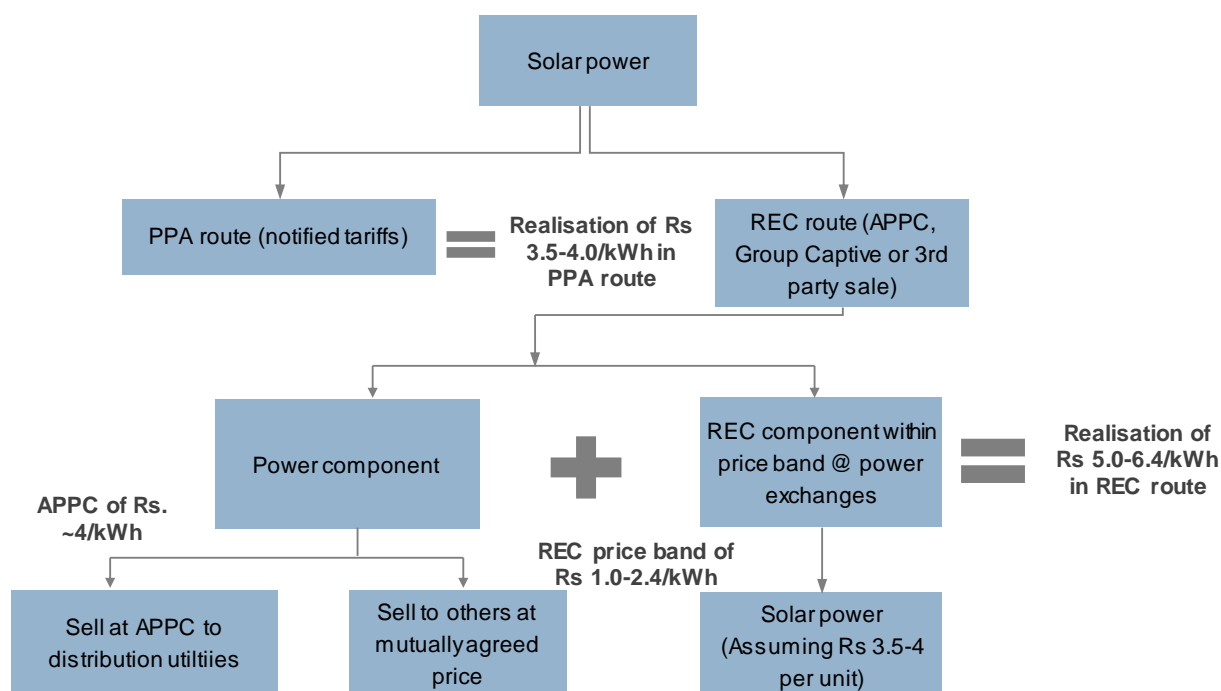 Solar power
PPA route (notified tariffs)
Realisation of Rs
3.5-4.0/kWh in
PPA route
REC route (APPC,
Group Captive or 3rd
party sale)
Power component
REC component within
price band @ power
exchanges
Realisation of
Rs 5.0-6.4/kWh
in REC route
APPC of Rs.
~4/kWh
REC price band of
Rs 1.0-2.4/kWh
Sell at APPC to
distribution utiltiies
Sell to others at
mutually agreed
price
Solar power
(Assuming Rs 3.5-4
per unit)